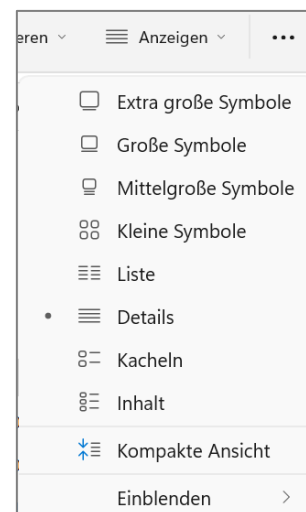 eren Anzeigen ...
Extra große Symbole
Große Symbole
Mittelgroße Symbole
Kleine Symbole
Liste
Details
Kacheln
Inhalt
Kompakte Ansicht
Einblenden